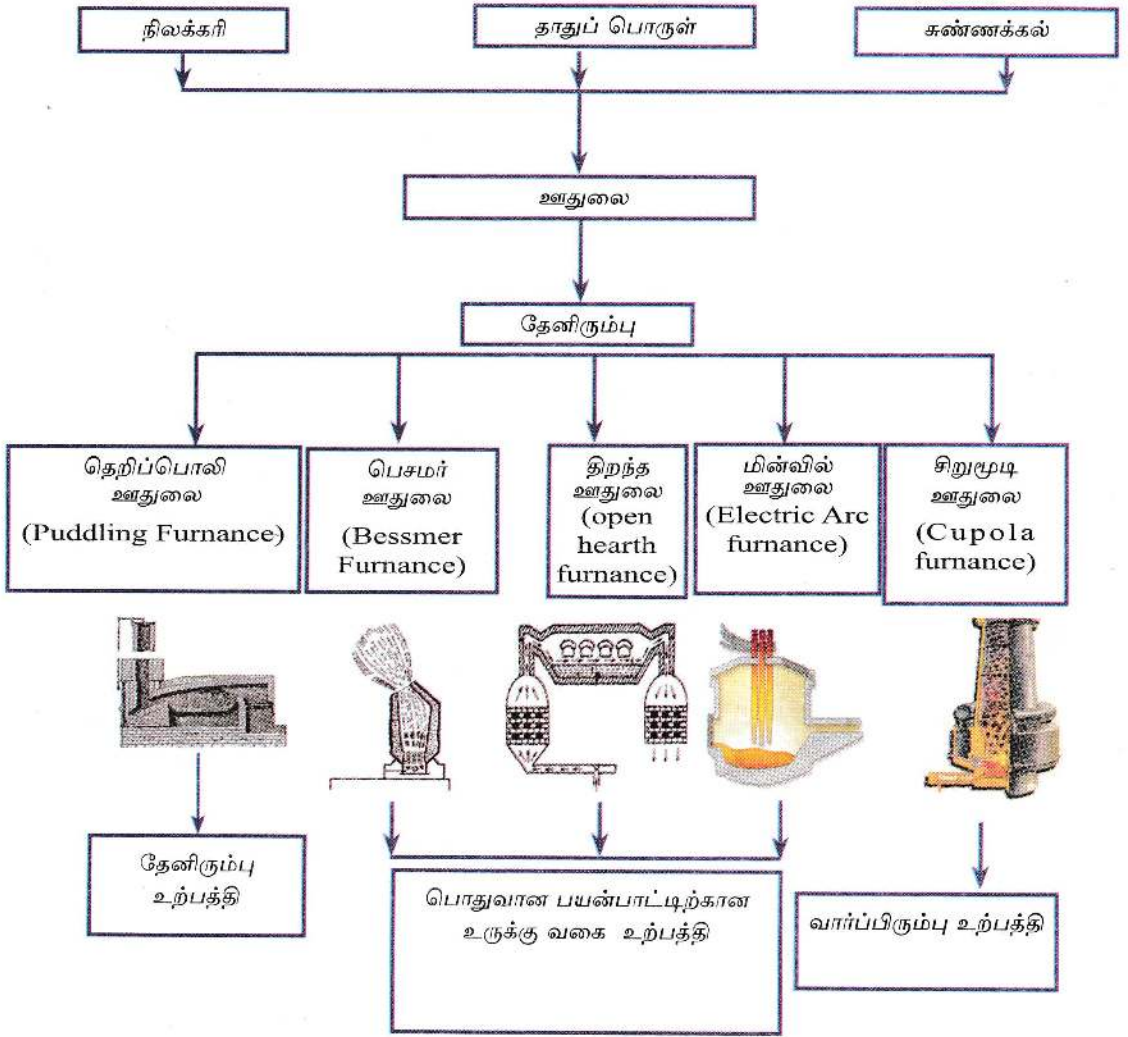 நிலக்கரி
தாதுப் பொருள்
சுண்ணக்கல்
ஊதுலை
தேனிரும்பு
தெறிப்பொலி
ஊதுலை
(Puddling Furnance)
பெசமர்
ஊதுலை
(Bessmer
Furnance)
திறந்த
ஊதுலை
(open
hearth
furnance)
மின்வில்
ஊதுலை
(Electric Arc
furnance)
சிறுமூடி
ஊதுலை
(Cupola
furnance)
தேனிரும்பு
உற்பத்தி
பொதுவான பயன்பாட்டிற்கான
உருக்கு வகை உற்பத்தி
வார்ப்பிரும்பு உற்பத்தி